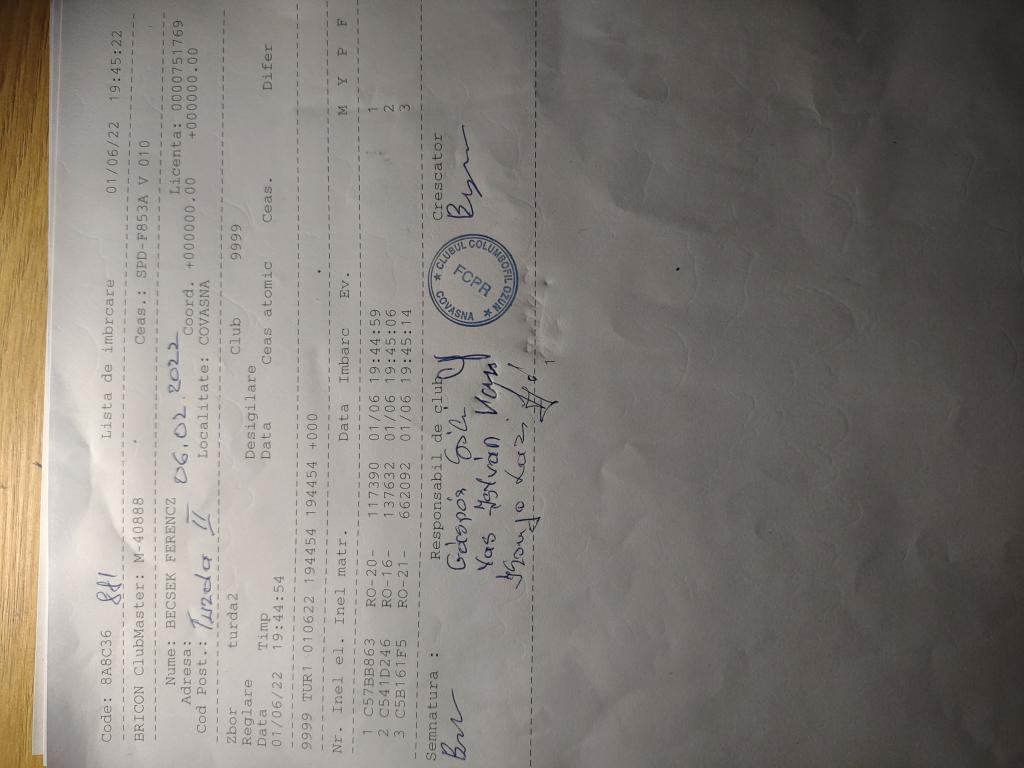 Code: 8A8C36 881 Lista de imbrcare 01/06/22 19:45:22
BRICON ClubMaster: M-40888 Ceas.: SFD-F853A V 010
Nume: BECSEK FERENCZ 06.02.2022 Licenta: 0000751769
Adresa: Coord. +000000.00 +000000.00
Cod Post.: Turda II Localitate: COVASNA
Zbor turda2 Club 9999
Reglare Desigilare
Data Timp Data Ceas atomic Ceas. Difer
01/06/22 19:44:54
9999 TUR1 010622 194454 194454 +000
Nr. Inel el. Inel matr. Data Imbarc Ev. M Y P F
1 C57BB863 RO-20- 117390 01/06 19:44:59 1
2 C541D246 RO-16- 137632 01/06 19:45:06 2
3 C5B161F5 RO-21- 662092 01/06 19:45:14 3
Semnatura : Responsabil de club Crescator
Gáspár
Vas István
CLUBUL COLUMBOFIL OZUN
FCPR
COVASNA